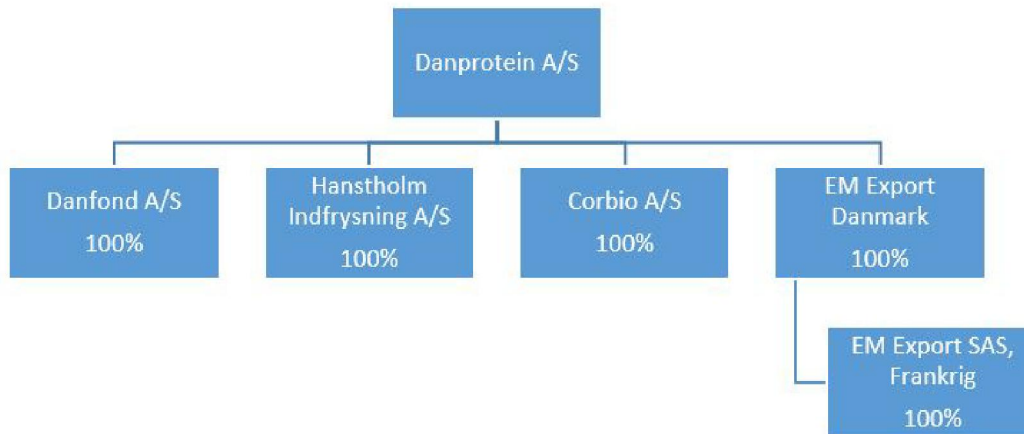 Danprotein A/S
Danfond A/S
100%
Hanstholm
Indfrysning A/S
100%
Corbio A/S
100%
EM Export
Danmark
100%
EM Export SAS,
Frankrig
100%